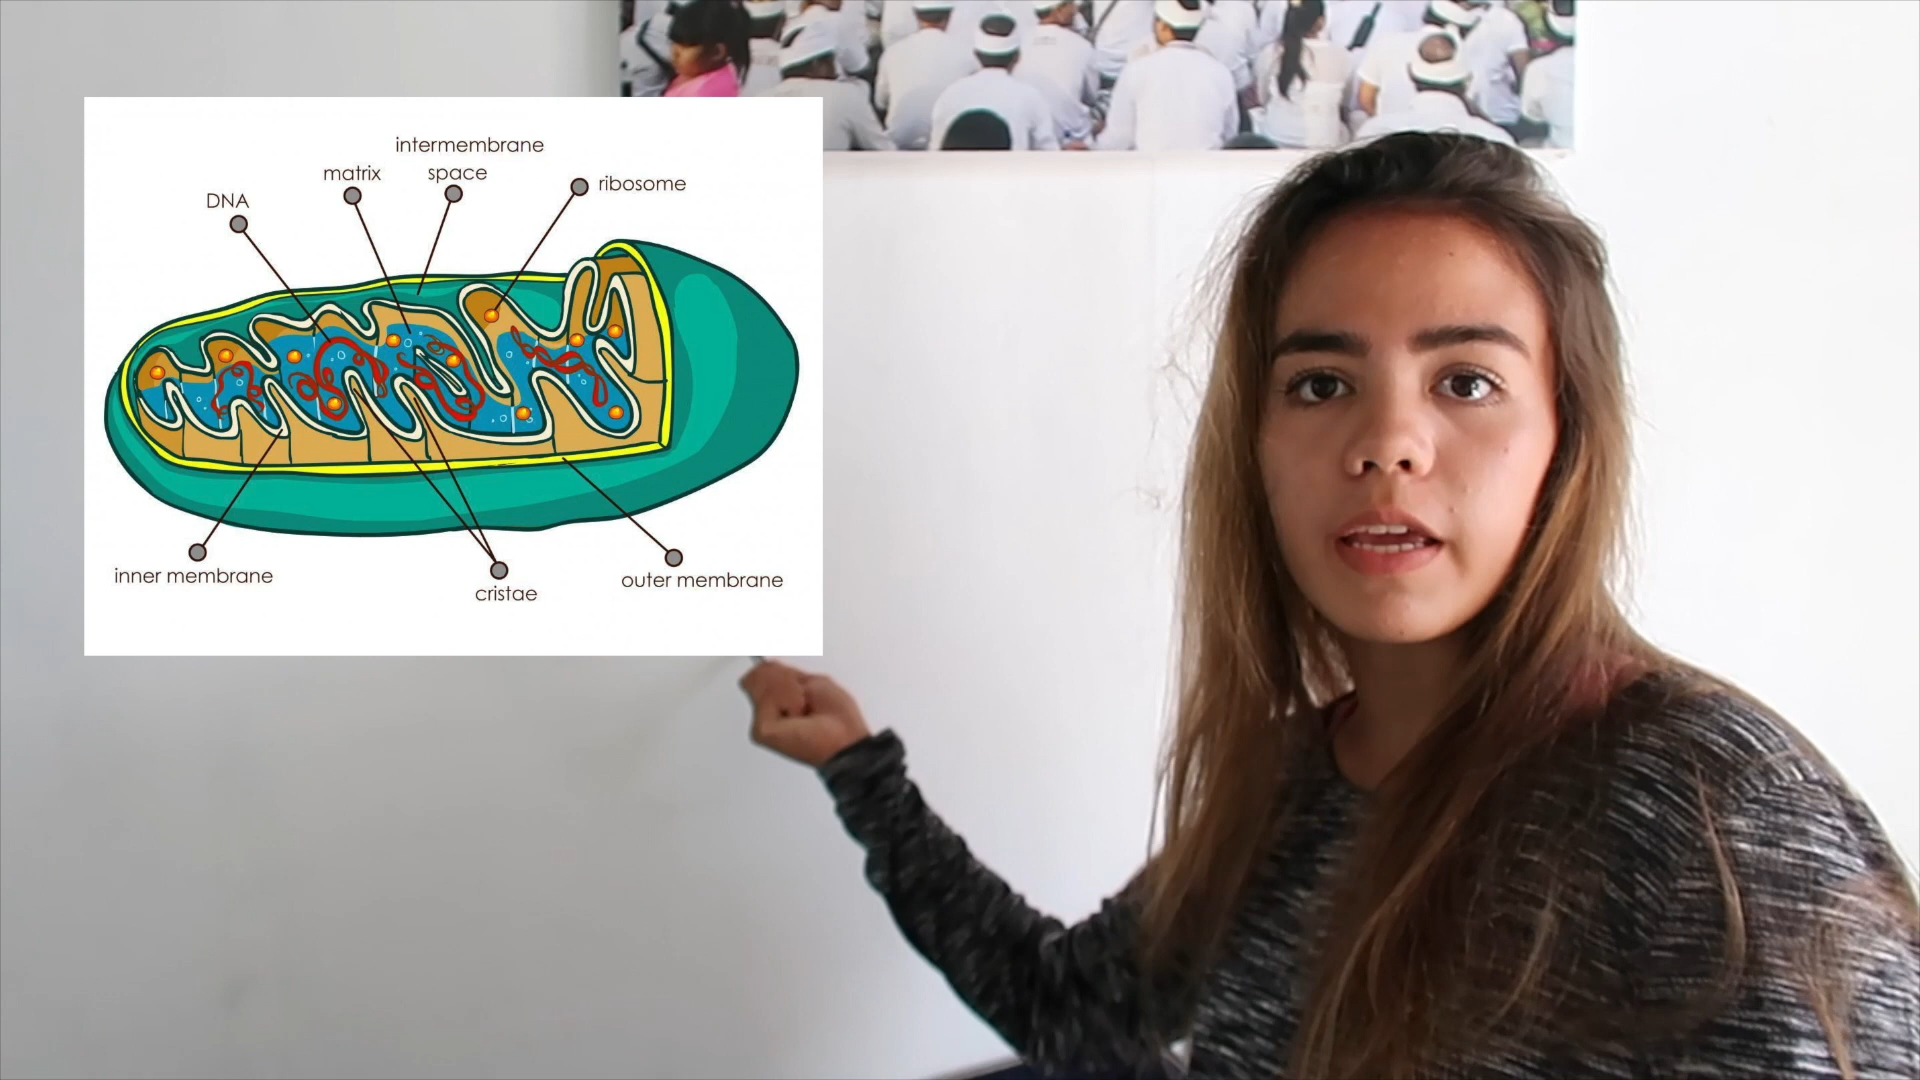 intermembrane
space
matrix
ribosome
DNA
inner membrane
cristae
outer membrane